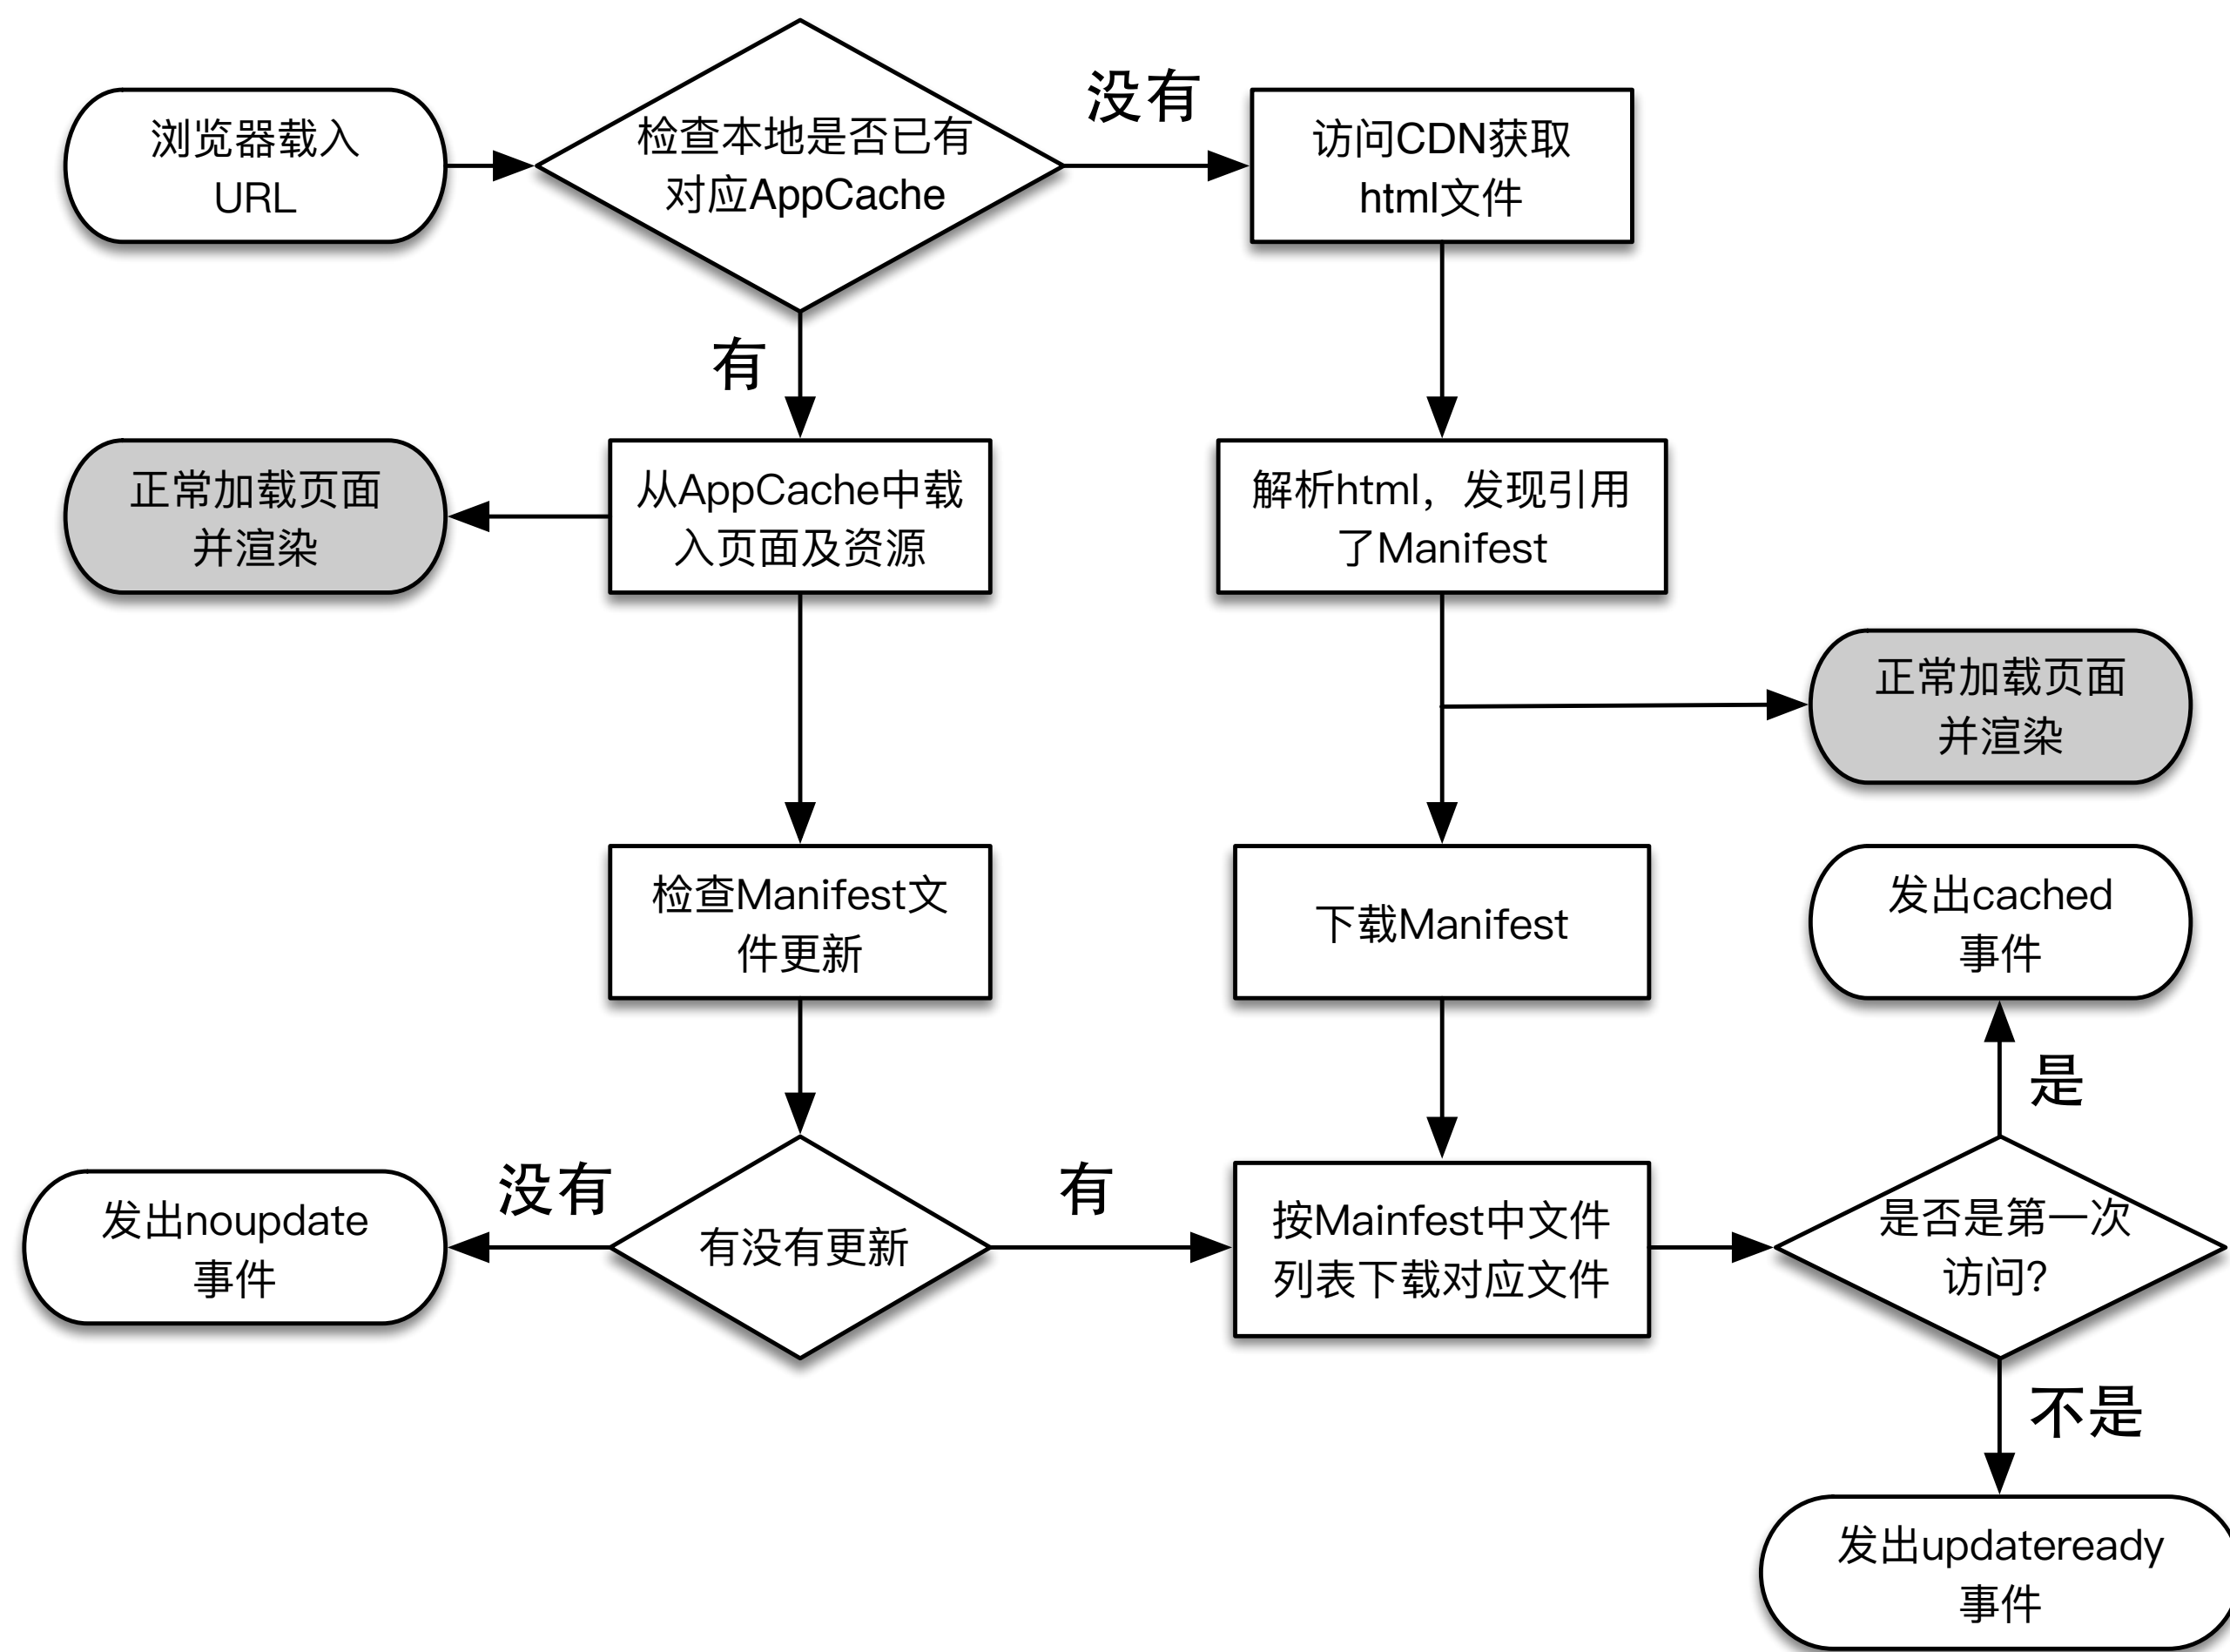 浏览器载入
URL
检查本地是否已有
对应AppCache
没有
访问CDN获取
html文件
有
正常加载页面
并渲染
从AppCache中载
入页面及资源
解析html，发现引用
了Manifest
正常加载页面
并渲染
检查Manifest文
件更新
下载Manifest
发出cached
事件
是
发出noupdate
事件
没有
有没有更新
有
按Mainfest中文件
列表下载对应文件
是否是第一次
访问?
不是
发出updateready
事件